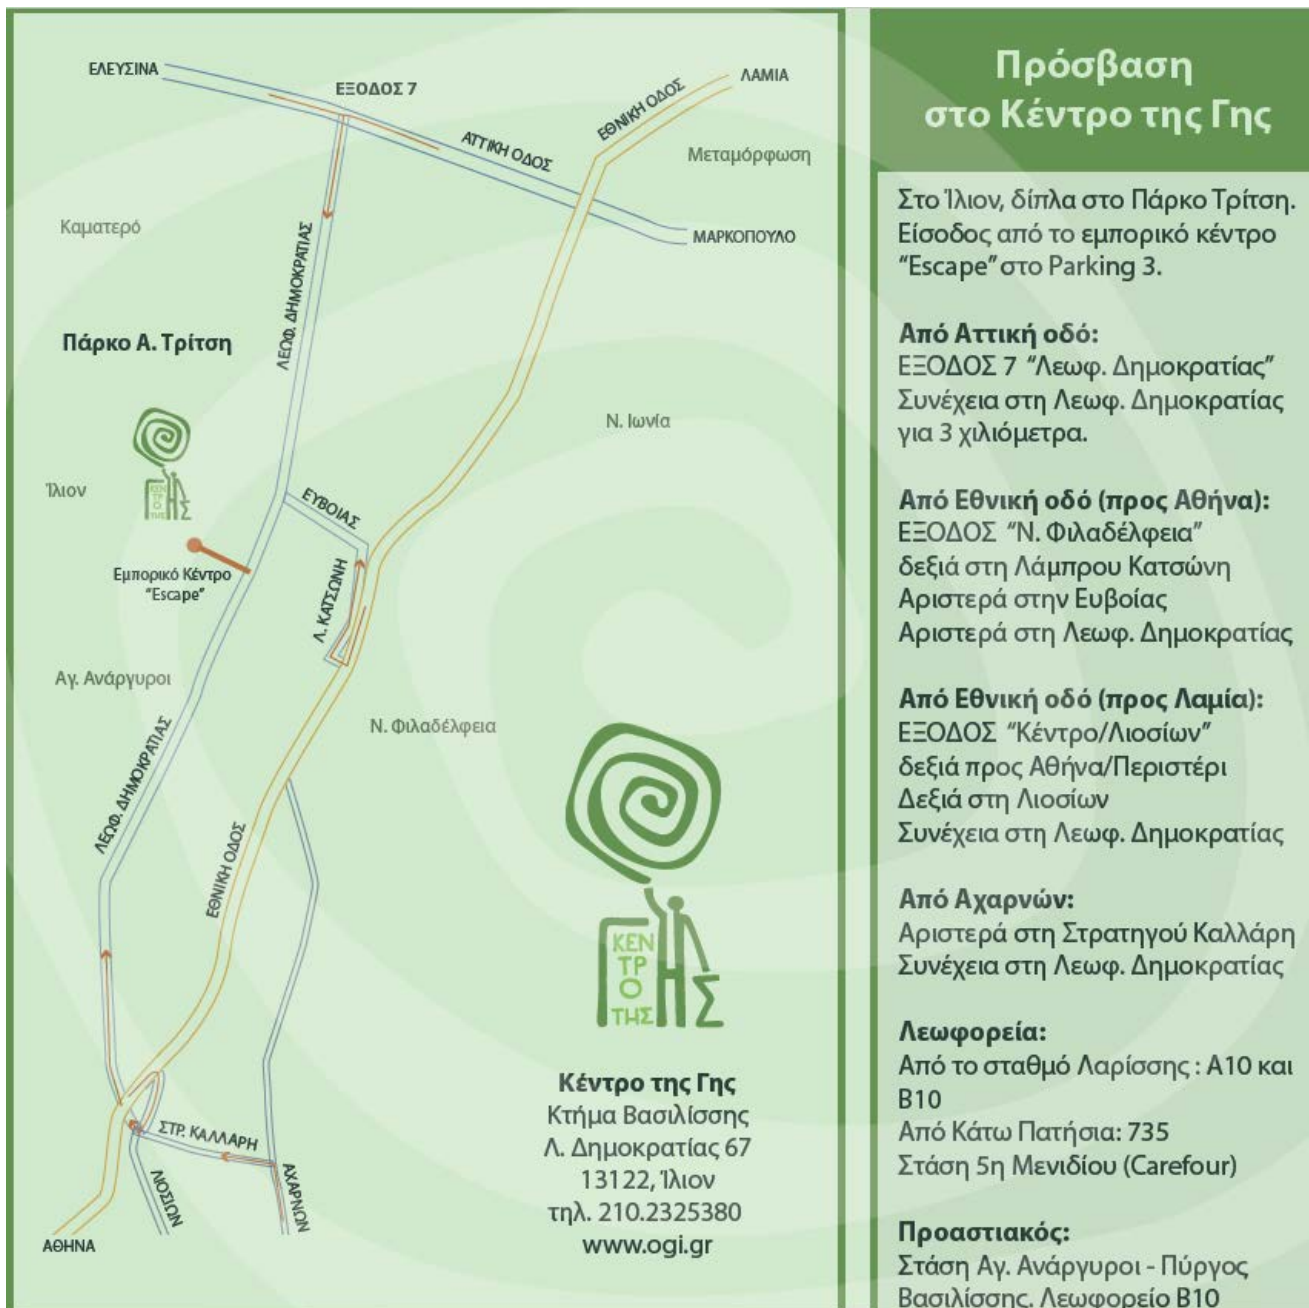 ΕΛΕΥΣΙΝΑ
ΕΞΟΔΟΣ 7
ΛΑΜΙΑ
ΕΘΝΙΚΗ ΟΔΟΣ
ΑΤΤΙΚΗ ΟΔΟΣ
Μεταμόρφωση
Καματερό
ΜΑΡΚΟΠΟΥΛΟ
ΛΕΩΦ. ΔΗΜΟΚΡΑΤΙΑΣ
Πάρκο Α. Τρίτση
Ν. Ιωνία
Ίλιον
ΚΕΝ
ΤΡ
Ο
ΤΗΣ
ΗΣ
ΕΥΒΟΙΑΣ
Εμπορικό Κέντρο
"Escape"
Λ. ΚΑΤΣΩΝΗ
Αγ. Ανάργυροι
Ν. Φιλαδέλφεια
ΛΕΩΦ. ΔΗΜΟΚΡΑΤΙΑΣ
ΕΘΝΙΚΗ ΟΔΟΣ
ΣΤΡ. ΚΑΛΛΑΡΗ
ΛΙΟΣΙΩΝ
ΑΧΑΡΝΩΝ
ΑΘΗΝΑ
ΚΕΝ
ΤΡ
Ο
ΤΗΣ
ΓΗΣ
Κέντρο της Γης
Κτήμα Βασιλίσσης
Λ. Δημοκρατίας 67
13122, Ίλιον
τηλ. 210.2325380
www.ogi.gr
Πρόσβαση
στο Κέντρο της Γης
Στο Ίλιον, δίπλα στο Πάρκο Τρίτση.
Είσοδος από το εμπορικό κέντρο
"Escape" στο Parking 3.
Από Αττική οδό:
ΕΞΟΔΟΣ 7 "Λεωφ. Δημοκρατίας"
Συνέχεια στη Λεωφ. Δημοκρατίας
για 3 χιλιόμετρα.
Από Εθνική οδό (προς Αθήνα):
ΕΞΟΔΟΣ "Ν. Φιλαδέλφεια"
δεξιά στη Λάμπρου Κατσώνη
Αριστερά στην Ευβοίας
Αριστερά στη Λεωφ. Δημοκρατίας
Από Εθνική οδό (προς Λαμία):
ΕΞΟΔΟΣ "Κέντρο/Λιοσίων"
δεξιά προς Αθήνα/Περιστέρι
Δεξιά στη Λιοσίων
Συνέχεια στη Λεωφ. Δημοκρατίας
Από Αχαρνών:
Αριστερά στη Στρατηγού Καλλάρη
Συνέχεια στη Λεωφ. Δημοκρατίας
Λεωφορεία:
Από το σταθμό Λαρίσσης : Α10 και
Β10
Από Κάτω Πατήσια: 735
Στάση 5η Μενιδίου (Carefour)
Προαστιακός:
Στάση Αγ. Ανάργυροι - Πύργος
Βασιλίσσης. Λεωφορείο Β10